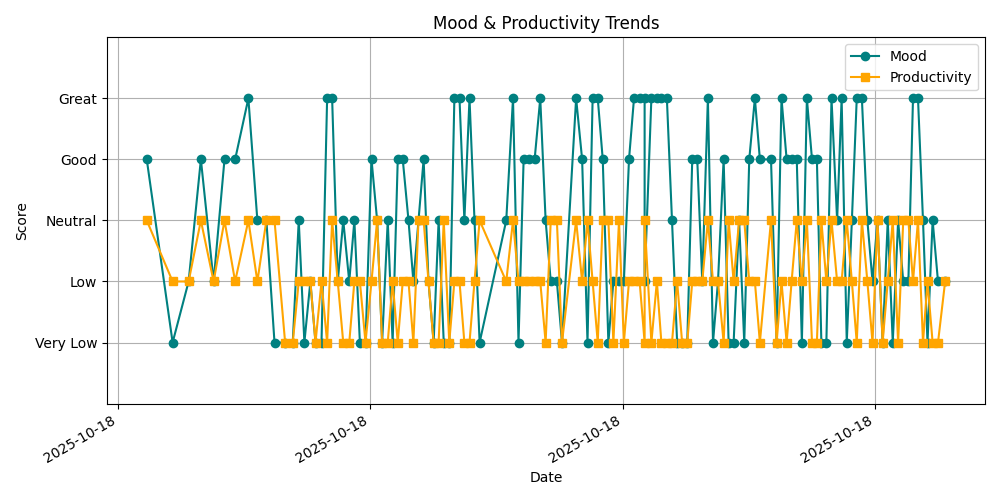 Mood & Productivity Trends
Mood
Productivity
Great
Good
Neutral
Low
Very Low
Score
2025-10-18
2025-10-18
2025-10-18
2025-10-18
Date